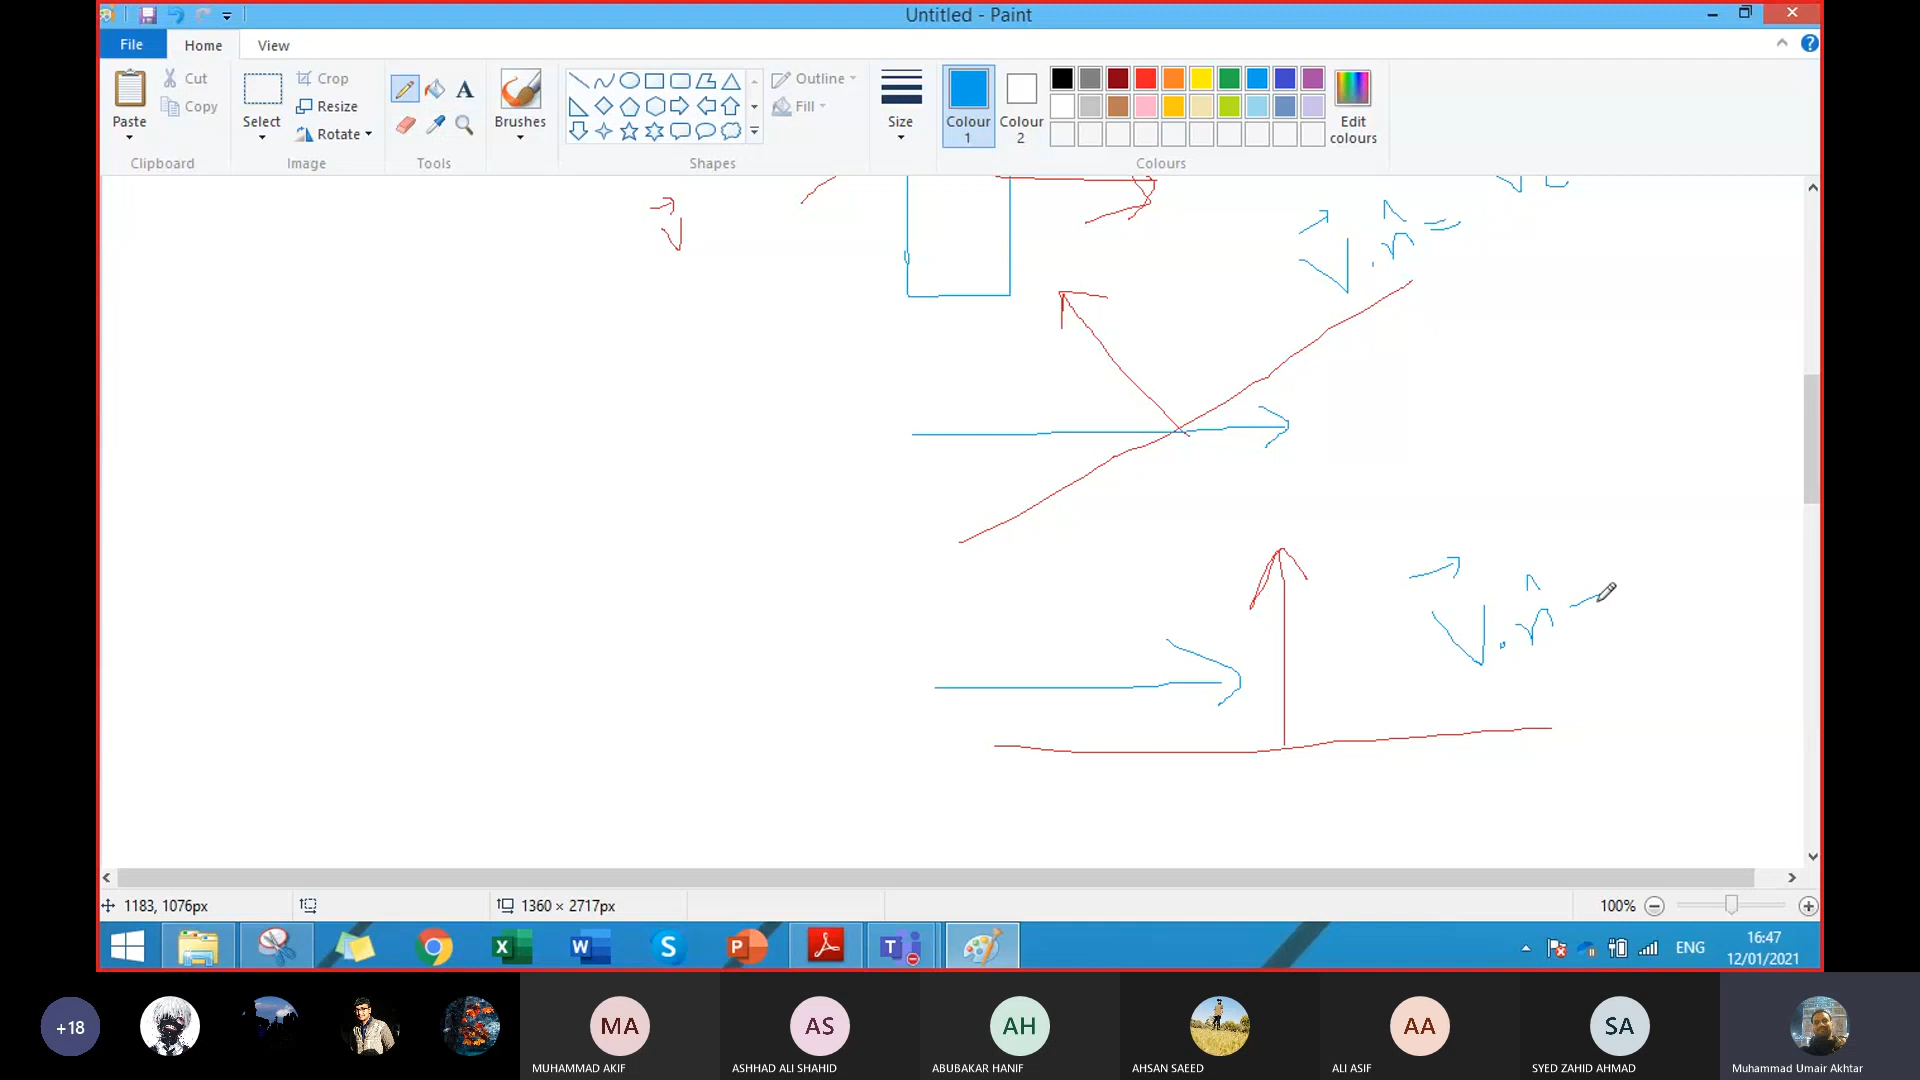 Untitled - Paint
File Home View
Paste
Cut
Copy
Clipboard
Select
Crop
Resize
Rotate
Image
Tools
Brushes
Shapes
Outline
Fill
Size
Colour 1
Colour 2
Edit colours
Colours
V
V . n =
V . n
1183, 1076px
1360 × 2717px
100%
ENG
16:47
12/01/2021
+18
MA
MUHAMMAD AKIF
AS
ASHHAD ALI SHAHID
AH
ABUBAKAR HANIF
AHSAN SAEED
AA
ALI ASIF
SA
SYED ZAHID AHMAD
Muhammad Umair Akhtar